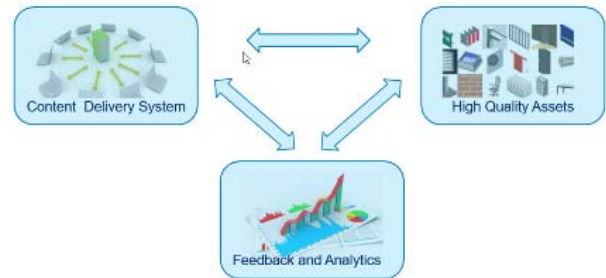 Content Delivery System
High Quality Assets
Feedback and Analytics